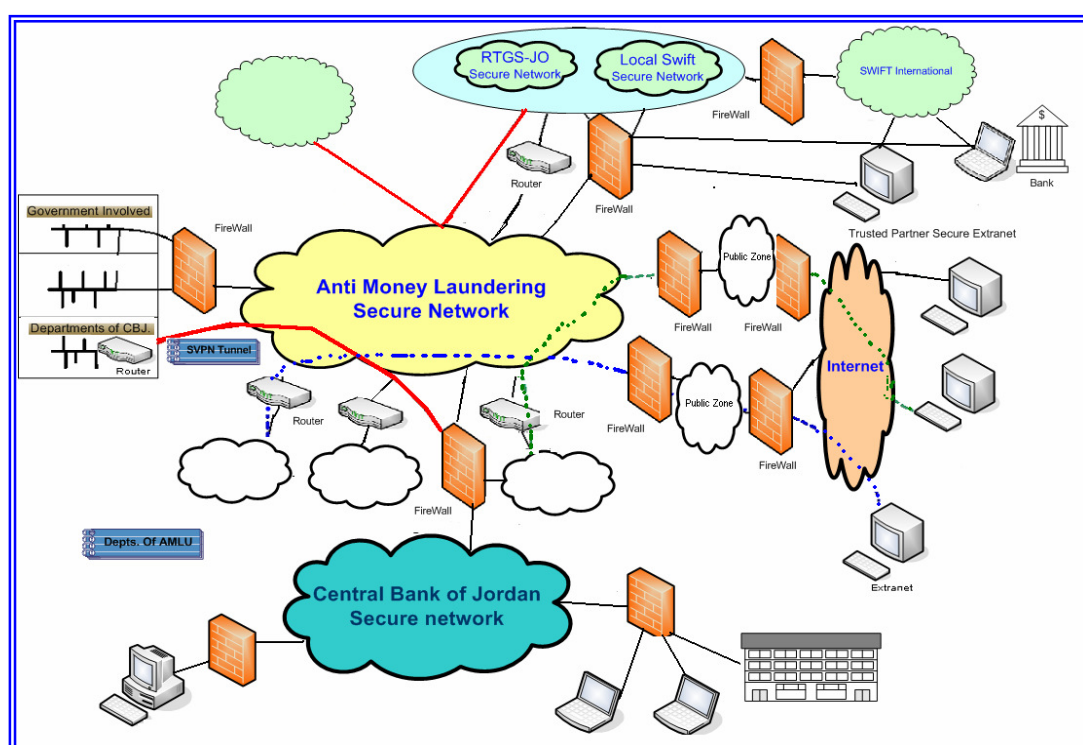 RTGS-JO
Secure Network
Local Swift
Secure Network
SWIFT International
FireWall
$
Router
FireWall
Bank
Government Involved
FireWall
Trusted Partner Secure Extranet
Anti Money Laundering
Secure Network
Public Zone
FireWall
FireWall
Departments of CBJ.
Router
SVPN Tunnel
Internet
Public Zone
Router
Router
FireWall
FireWall
FireWall
Depts. Of AMLU
Extranet
Central Bank of Jordan
Secure network